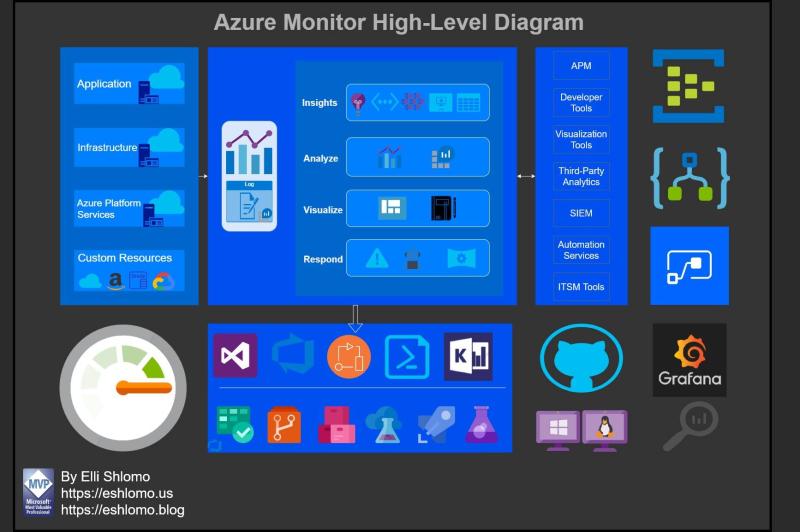 Azure Monitor High-Level Diagram
Application
Infrastructure
Azure Platform
Services
Custom Resources
Log
Insights
Analyze
Visualize
Respond
APM
Developer
Tools
Visualization
Tools
Third-Party
Analytics
SIEM
Automation
Services
ITSM Tools
K
Grafana
MVP
Microsoft
Most Valuable
Professional
By Elli Shlomo
https://eshlomo.us
https://eshlomo.blog